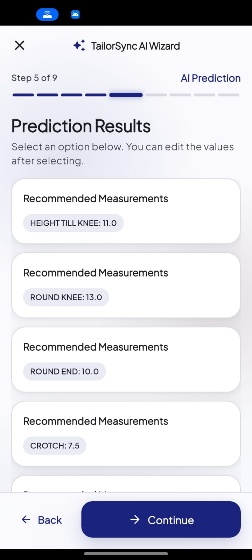 TailorSync AI Wizard
Step 5 of 9
AI Prediction
Prediction Results
Select an option below. You can edit the values
after selecting.
Recommended Measurements
HEIGHT TILL KNEE: 11.0
Recommended Measurements
ROUND KNEE: 13.0
Recommended Measurements
ROUND END: 10.0
Recommended Measurements
CROTCH: 7.5
Back
Continue